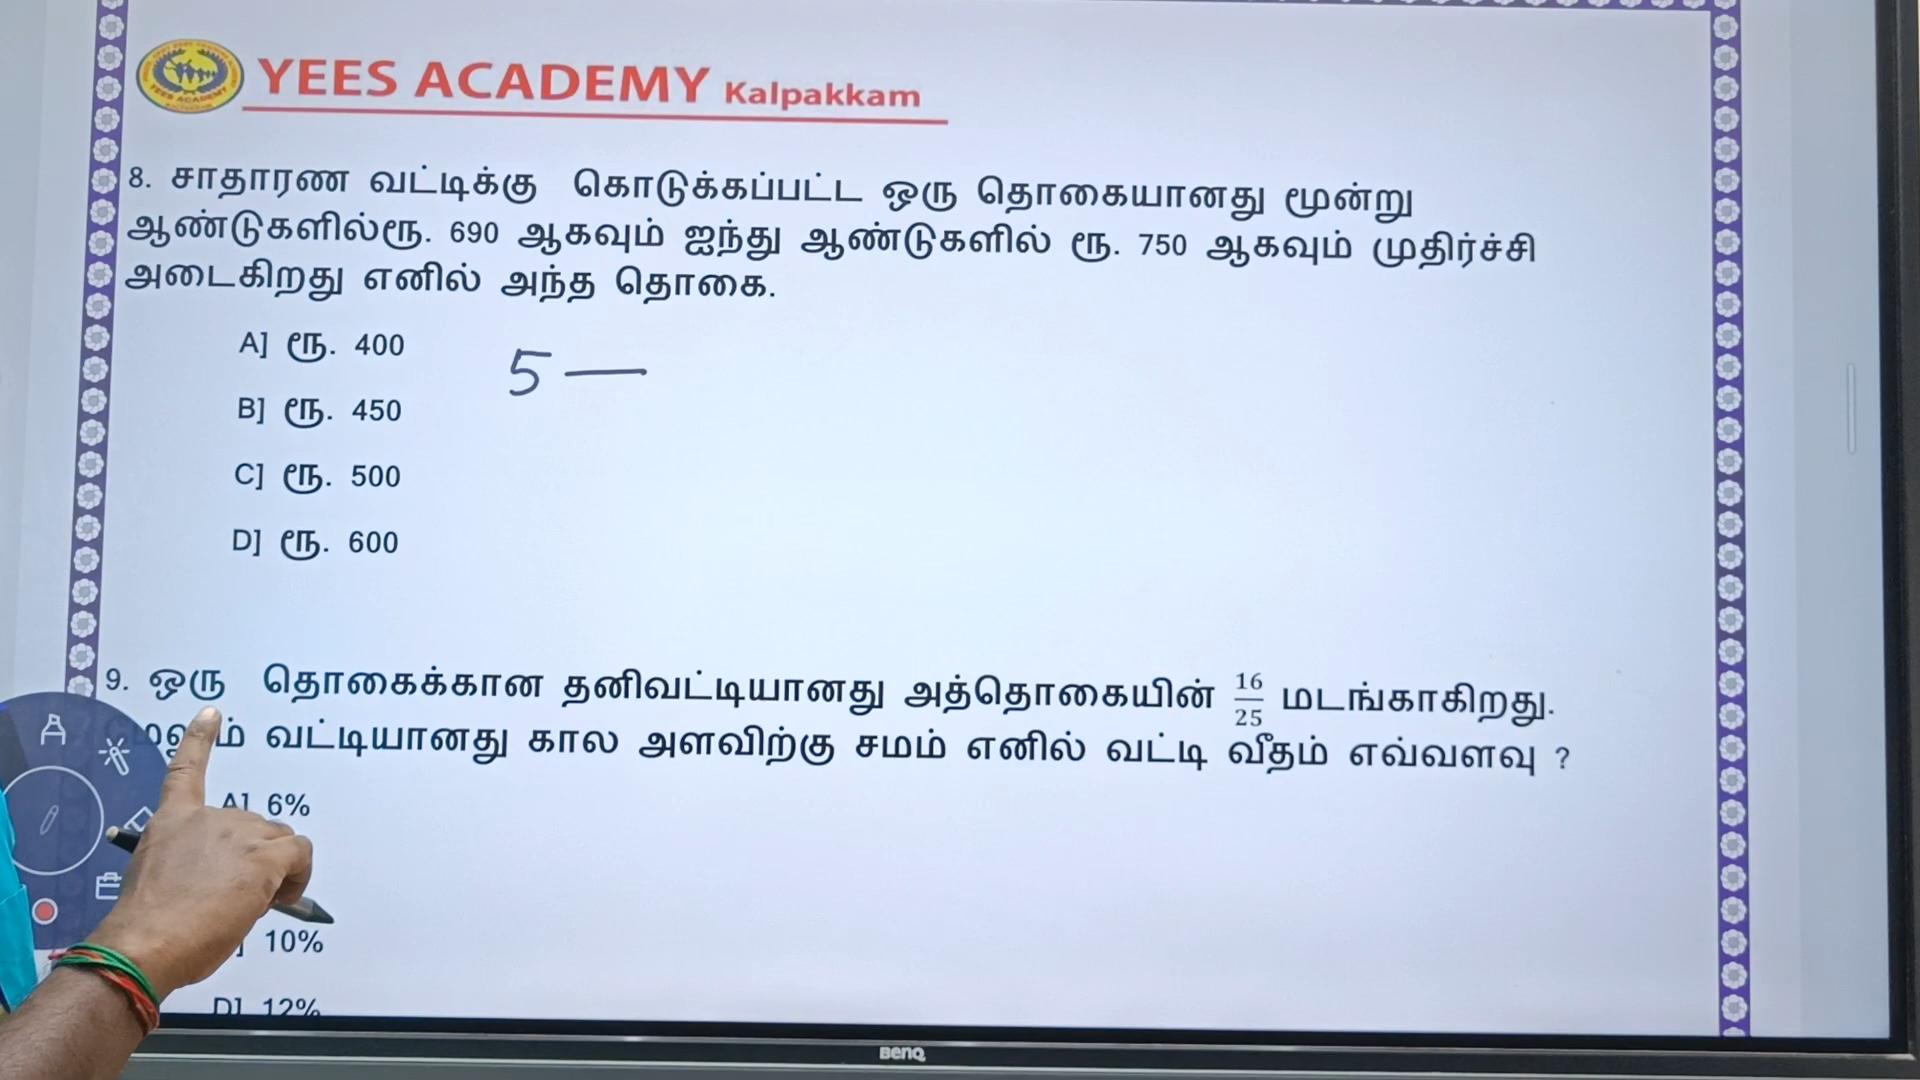 YEES ACADEMY Kalpakkam
8. சாதாரண வட்டிக்கு கொடுக்கப்பட்ட ஒரு தொகையானது மூன்று
ஆண்டுகளில்ரூ. 690 ஆகவும் ஐந்து ஆண்டுகளில் ரூ. 750 ஆகவும் முதிர்ச்சி
அடைகிறது எனில் அந்த தொகை.
A] ரூ. 400
5 —
B] ரூ. 450
C] ரூ. 500
D] ரூ. 600
9. ஒரு தொகைக்கான தனிவட்டியானது அத்தொகையின் 16/25 மடங்காகிறது.
வட்டியானது கால அளவிற்கு சமம் எனில் வட்டி வீதம் எவ்வளவு ?
A] 6%
10%
D] 12%
BenQ